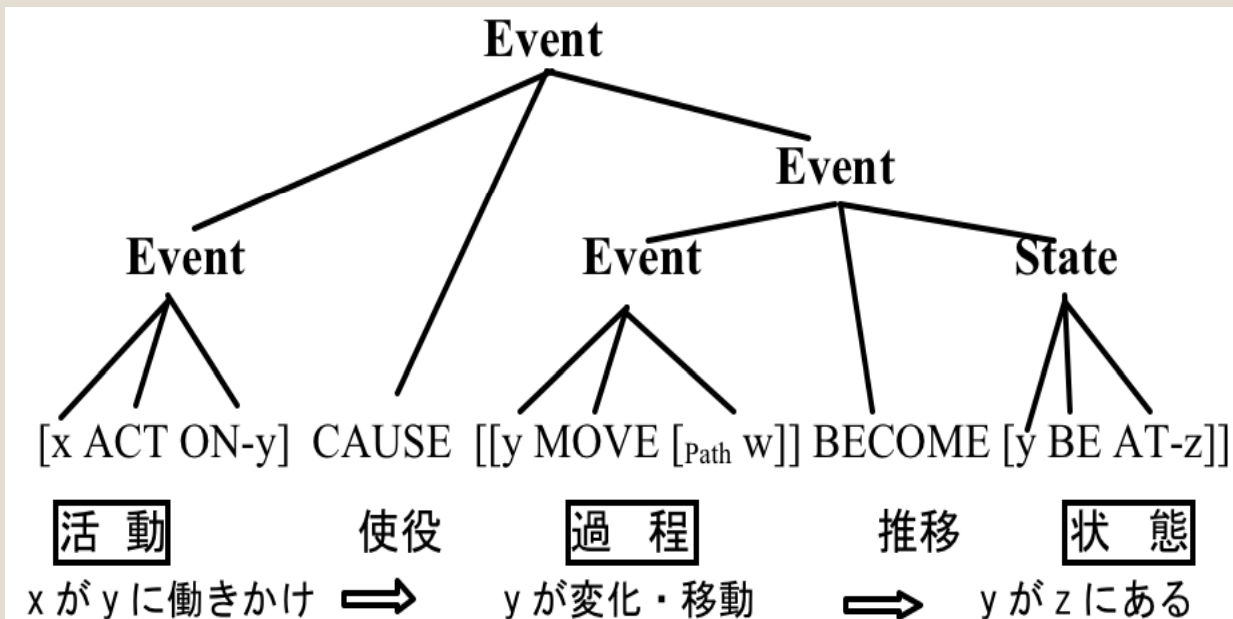 Event
Event
Event Event State
[x ACT ON-y] CAUSE [[y MOVE [Path w]] BECOME [y BE AT-z]]
活 動 使役 過 程 推移 状 態
x が y に働きかけ ⇨ y が変化・移動 ⇨ y が z にある